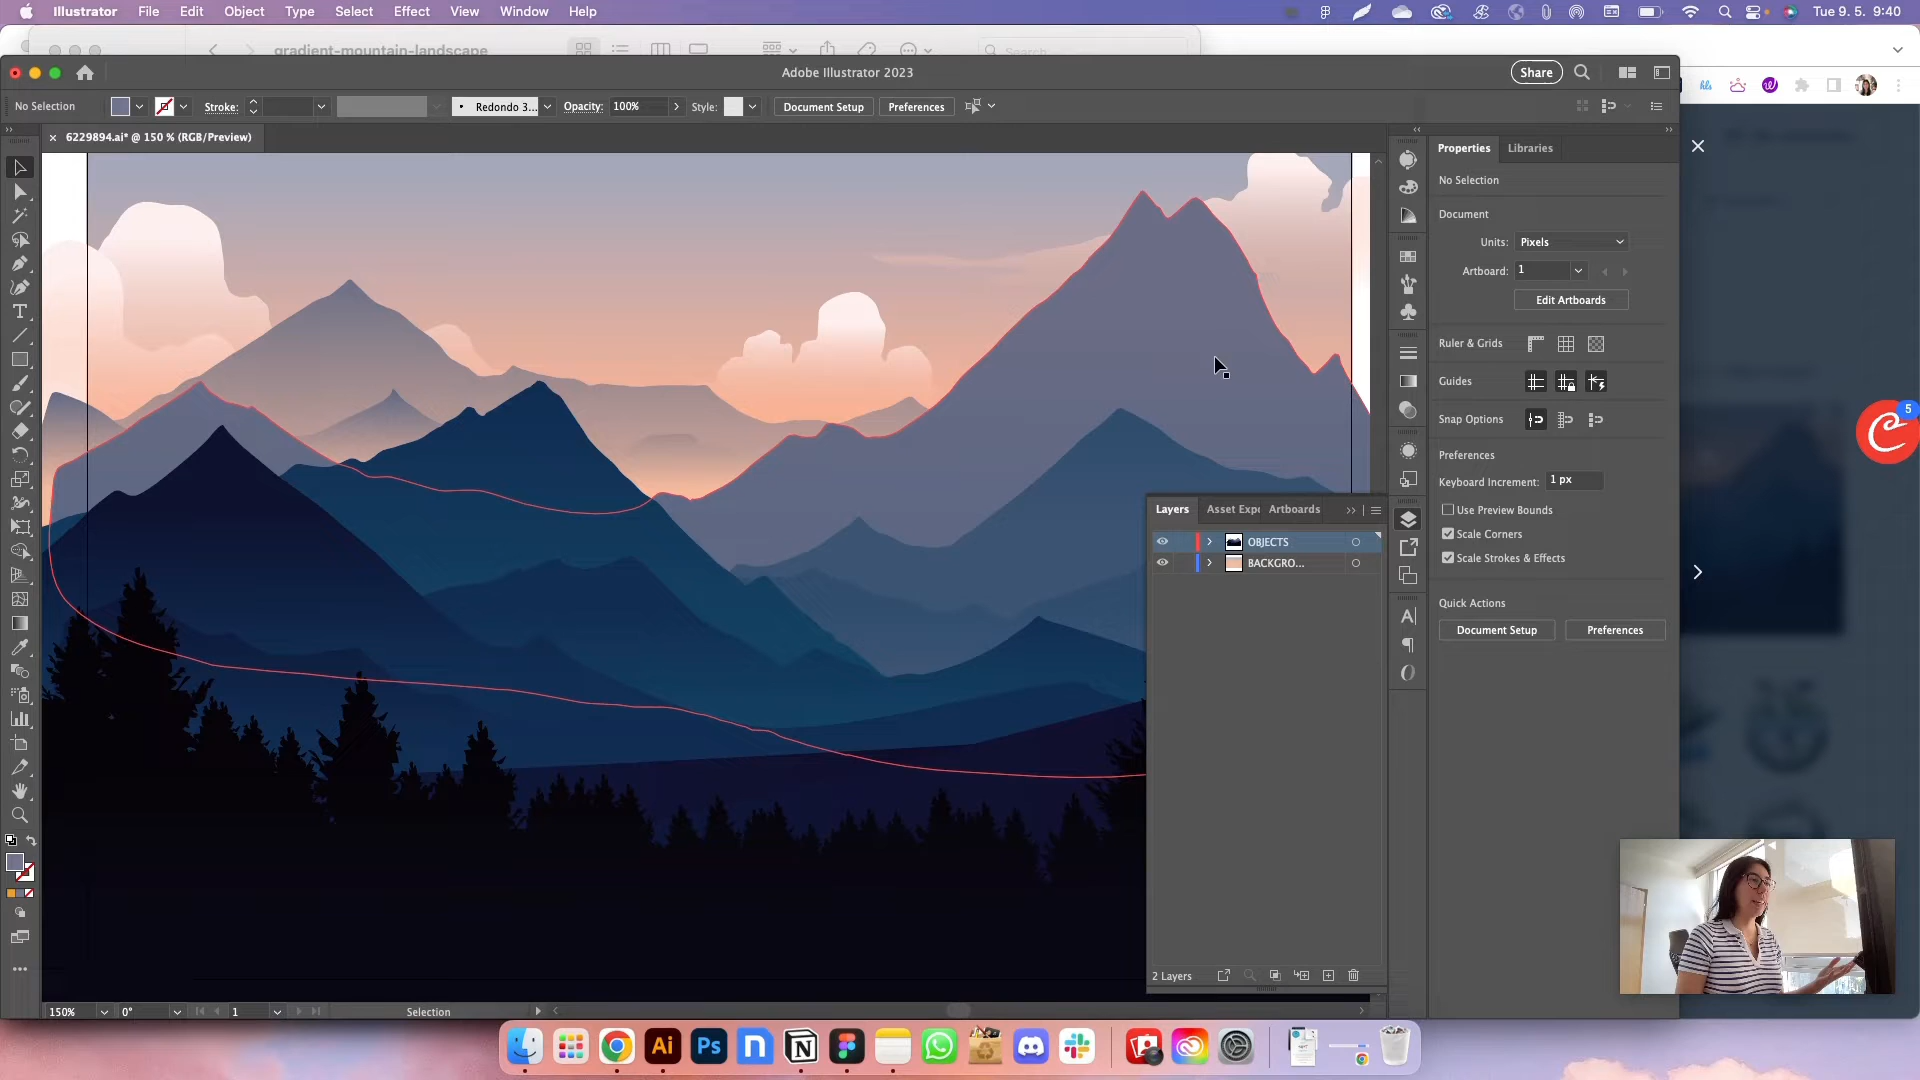 Illustrator File Edit Object Type Select Effect View Window Help
Tue 9. 5. 9:40
gradient-mountain-landscape
Search
Adobe Illustrator 2023
Share
No Selection
Stroke:
Redondo 3...
Opacity: 100%
Style:
Document Setup
Preferences
6229894.ai* @ 150 % (RGB/Preview)
Properties Libraries
No Selection
Document
Units: Pixels
Artboard: 1
Edit Artboards
Ruler & Grids
Guides
Snap Options
Preferences
Keyboard Increment: 1 px
Use Preview Bounds
Scale Corners
Scale Strokes & Effects
Quick Actions
Document Setup
Preferences
Layers Asset Expo Artboards
OBJECTS
BACKGRO...
2 Layers
5
150% 0° 1 Selection
Ai Ps